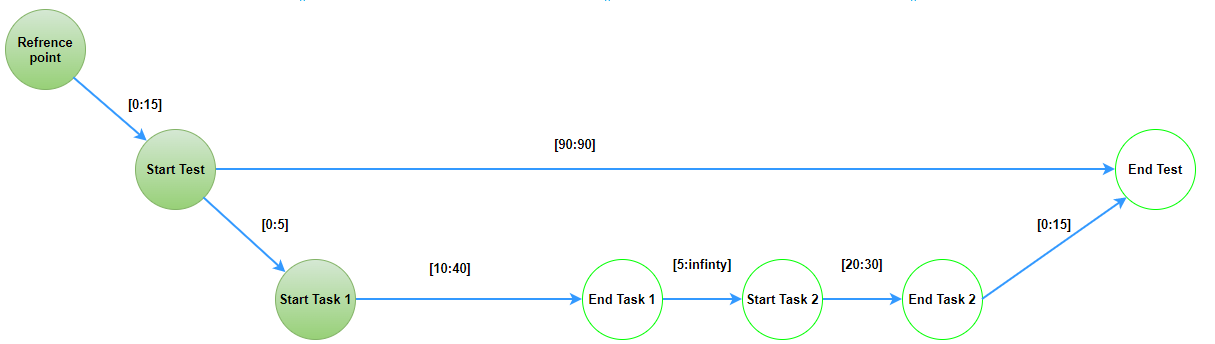 Refrence
point
[0:15]
[90:90]
Start Test
End Test
[0:5]
[0:15]
[10:40]
[5:infinty]
[20:30]
Start Task 1
End Task 1
Start Task 2
End Task 2